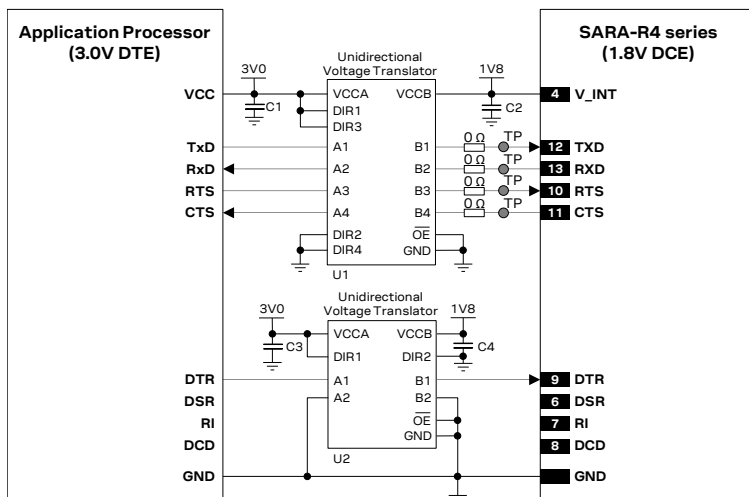 Application Processor
(3.0V DTE)
SARA-R4 series
(1.8V DCE)
Unidirectional
Voltage Translator
3V0
1V8
VCC
C1
VCCA
VCCB
C2
4
V_INT
DIR1
DIR3
TxD
A1
B1
0 Ω
TP
12
TXD
RxD
A2
B2
0 Ω
TP
13
RXD
RTS
A3
B3
0 Ω
TP
10
RTS
CTS
A4
B4
0 Ω
TP
11
CTS
DIR2
OE
DIR4
GND
U1
Unidirectional
Voltage Translator
3V0
1V8
VCCA
VCCB
C3
C4
DIR1
DIR2
DTR
A1
B1
9
DTR
DSR
A2
B2
6
DSR
RI
OE
7
RI
GND
DCD
8
DCD
U2
GND
GND